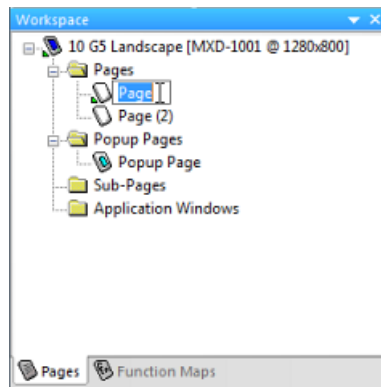 Workspace
10 G5 Landscape [MXD-1001 @ 1280x800]
Pages
Page
Page (2)
Popup Pages
Popup Page
Sub-Pages
Application Windows
Pages Function Maps